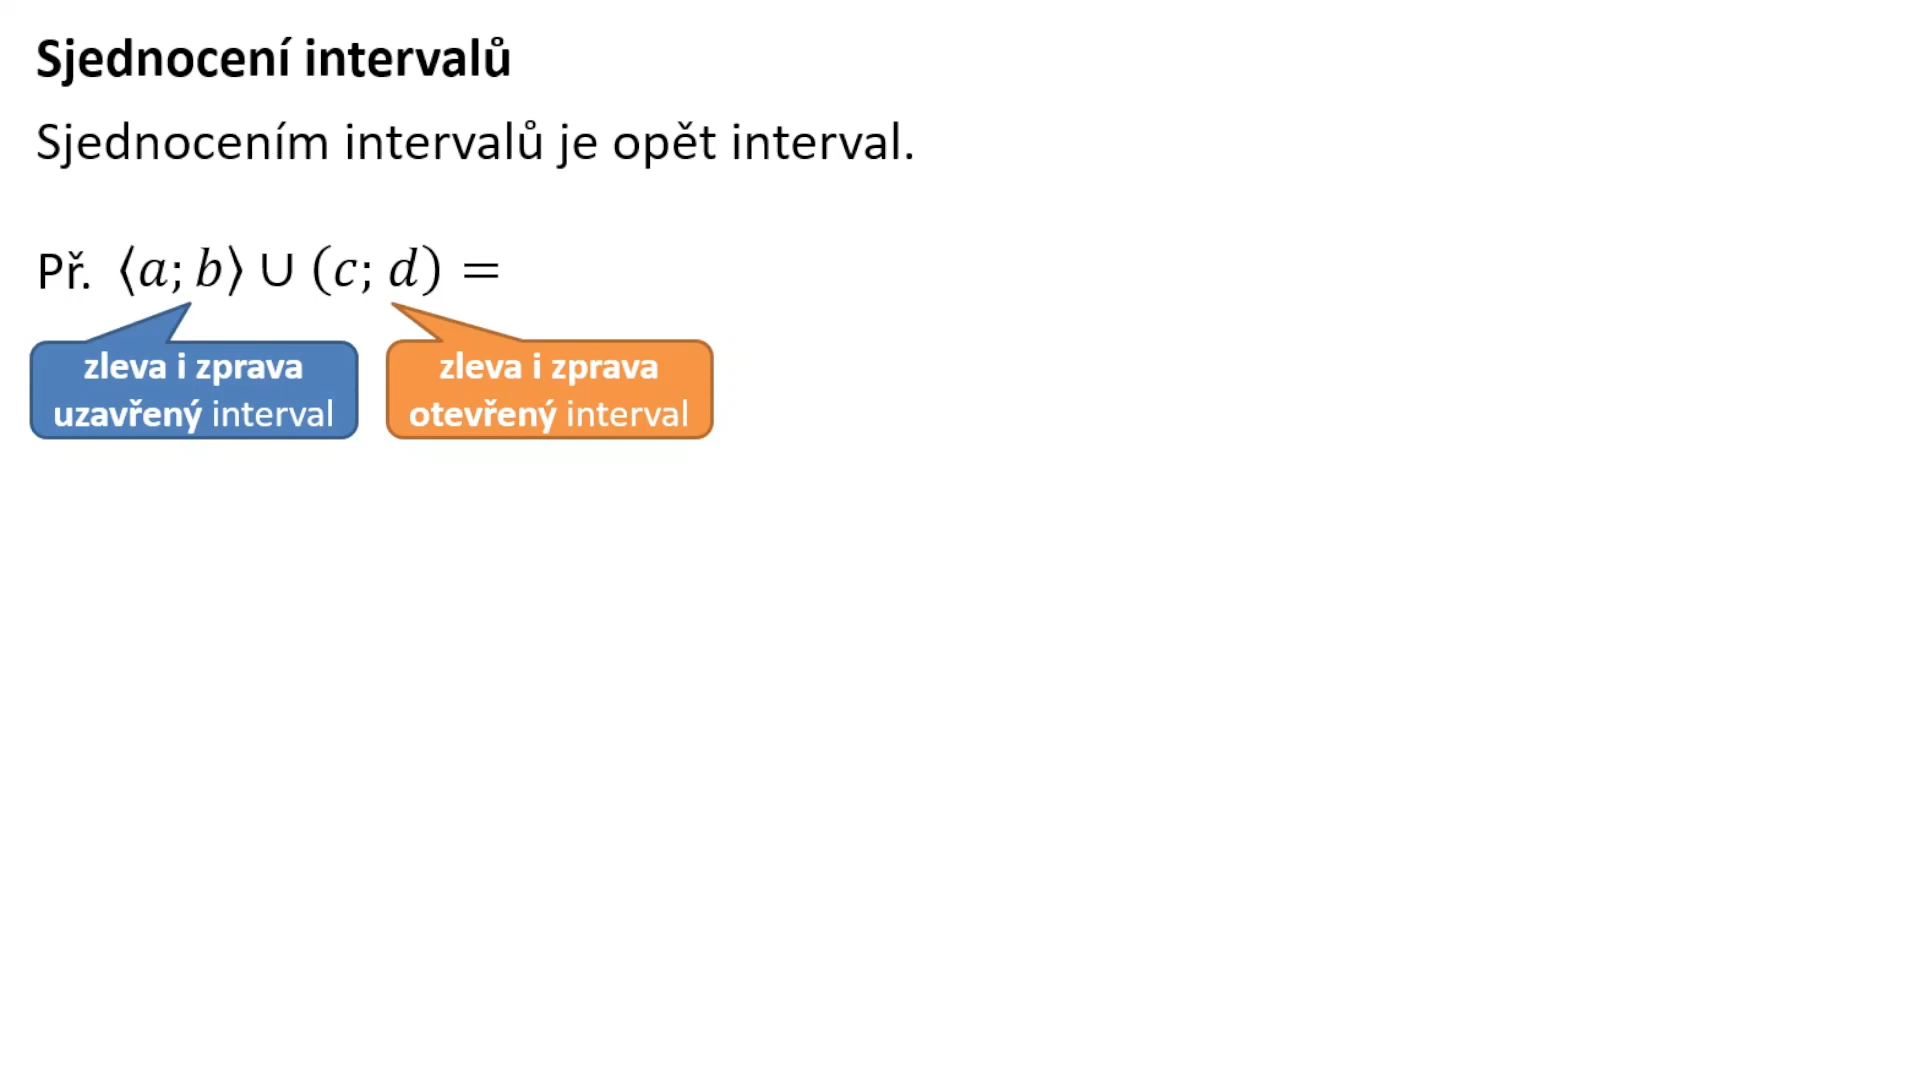 Sjednocení intervalů
Sjednocením intervalů je opět interval.
Př. ⟨a; b⟩ ∪ (c; d) =
zleva i zprava
uzavřený interval
zleva i zprava
otevřený interval